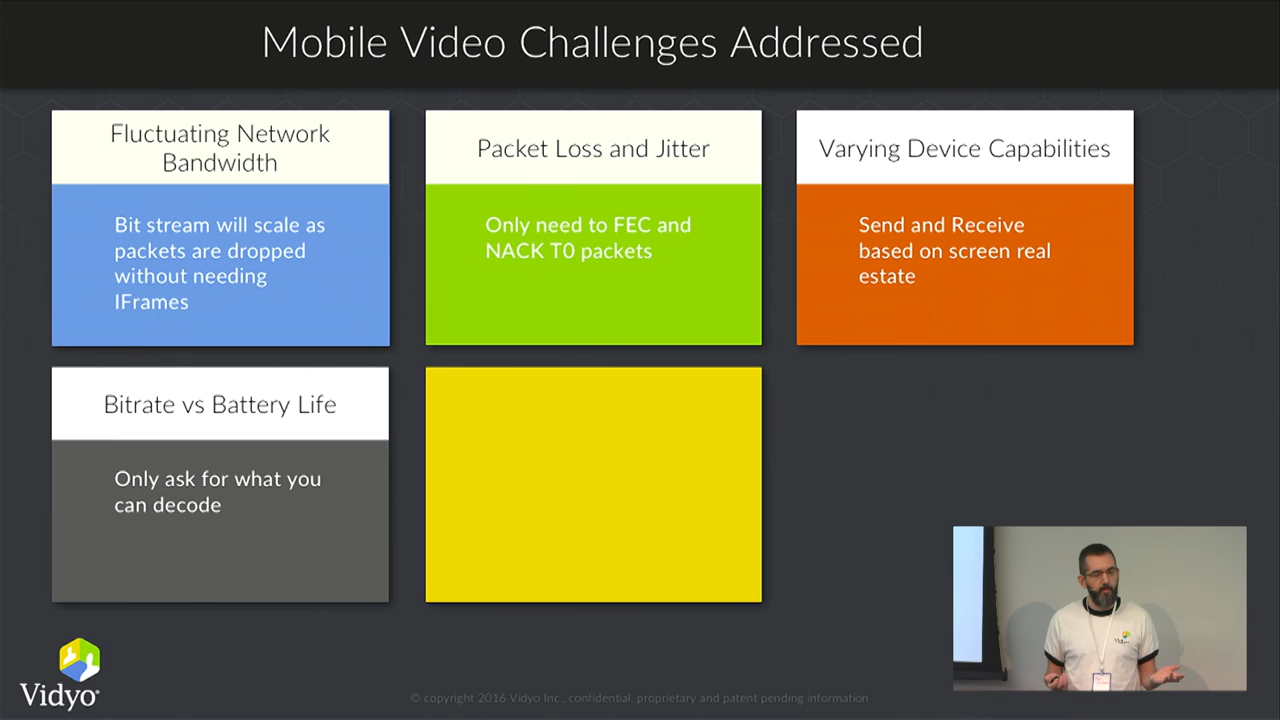 Mobile Video Challenges Addressed
Fluctuating Network
Bandwidth
Bit stream will scale as
packets are dropped
without needing
IFrames
Packet Loss and Jitter
Only need to FEC and
NACK T0 packets
Varying Device Capabilities
Send and Receive
based on screen real
estate
Bitrate vs Battery Life
Only ask for what you
can decode
Vidyo
© copyright 2016 Vidyo Inc., confidential, proprietary and patent pending information
Vidyo